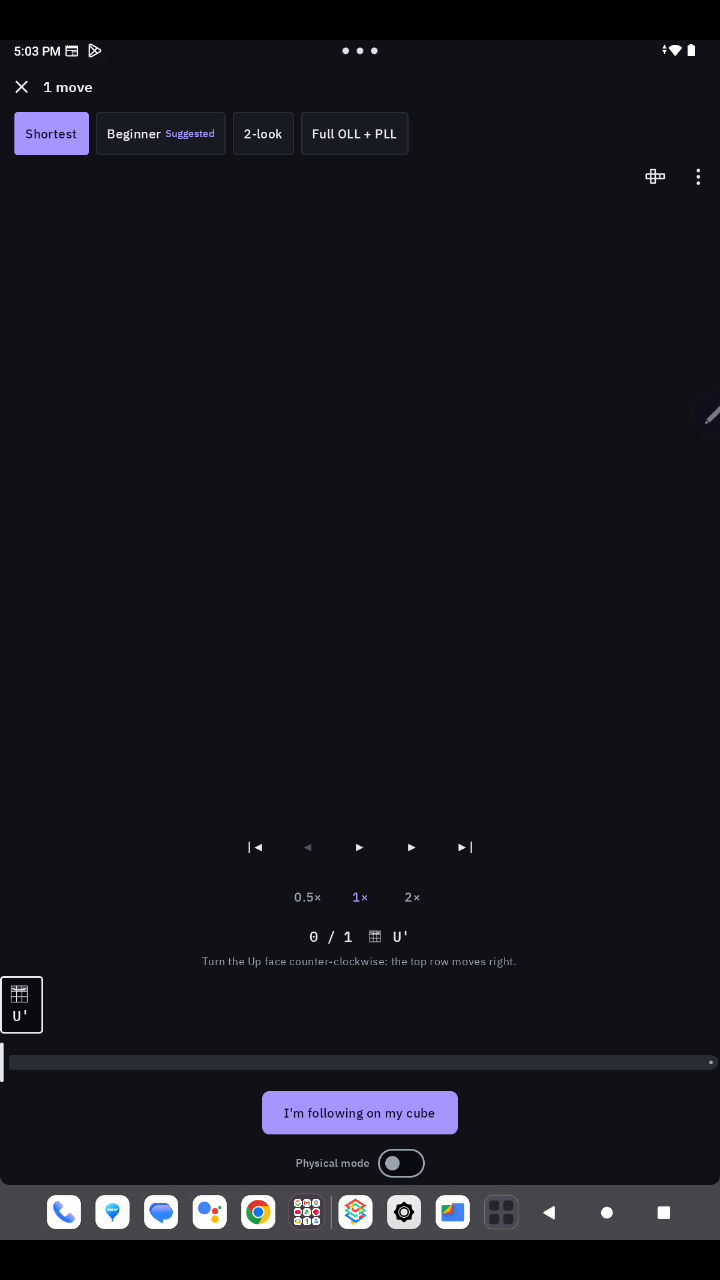 5:03 PM
1 move
Shortest
Beginner Suggested
2-look
Full OLL + PLL
0.5× 1× 2×
0 / 1 U'
Turn the Up face counter-clockwise: the top row moves right.
U'
I'm following on my cube
Physical mode